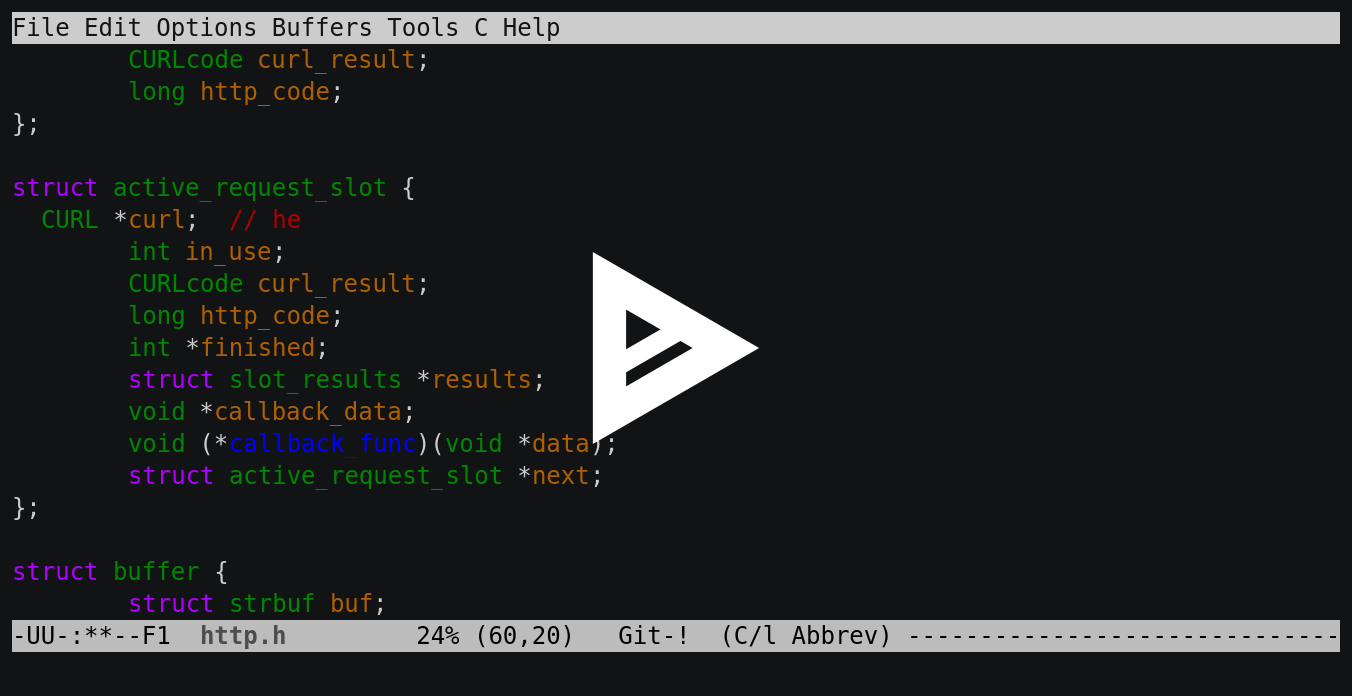 File Edit Options Buffers Tools C Help
        CURLcode curl_result;
        long http_code;
};
struct active_request_slot {
  CURL *curl;  // he
        int in_use;
        CURLcode curl_result;
        long http_code;
        int *finished;
        struct slot_results *results;
        void *callback_data;
        void (*callback_func)(void *data);
        struct active_request_slot *next;
};
struct buffer {
        struct strbuf buf;
-UU-:**--F1  http.h         24% (60,20)   Git-!  (C/l Abbrev) ------------------------------